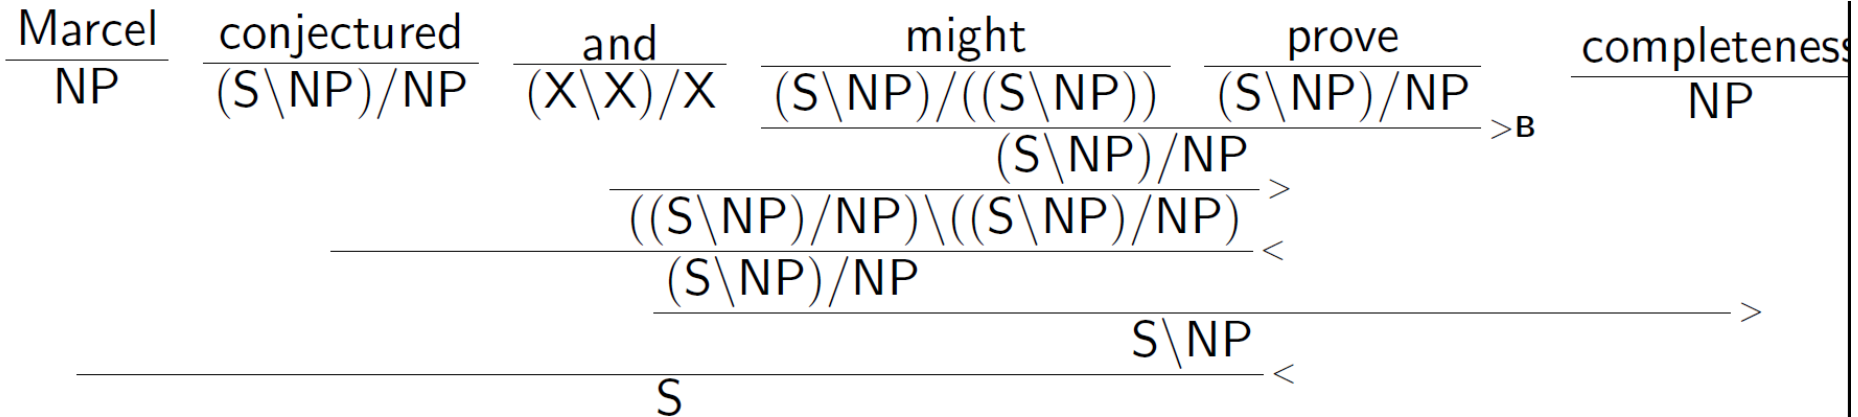 Marcel conjectured and might prove completeness
NP (S\NP)/NP (X\X)/X (S\NP)/((S\NP)) (S\NP)/NP NP
>B
(S\NP)/NP
>
((S\NP)/NP)\((S\NP)/NP)
<
(S\NP)/NP
>
S\NP
<
S